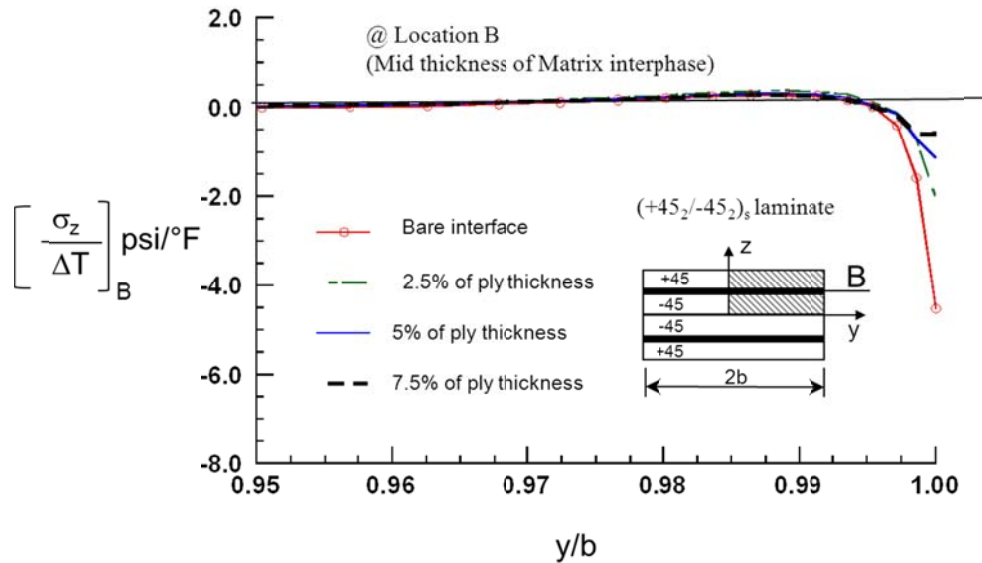 2.0
0.0
-2.0
-4.0
-6.0
-8.0
@ Location B
(Mid thickness of Matrix interphase)
[σz/ΔT]B psi/°F
Bare interface
2.5% of ply thickness
5% of ply thickness
7.5% of ply thickness
(+45₂/-45₂)ₛ laminate
z
+45
B
-45
y
-45
+45
2b
0.95 0.96 0.97 0.98 0.99 1.00
y/b